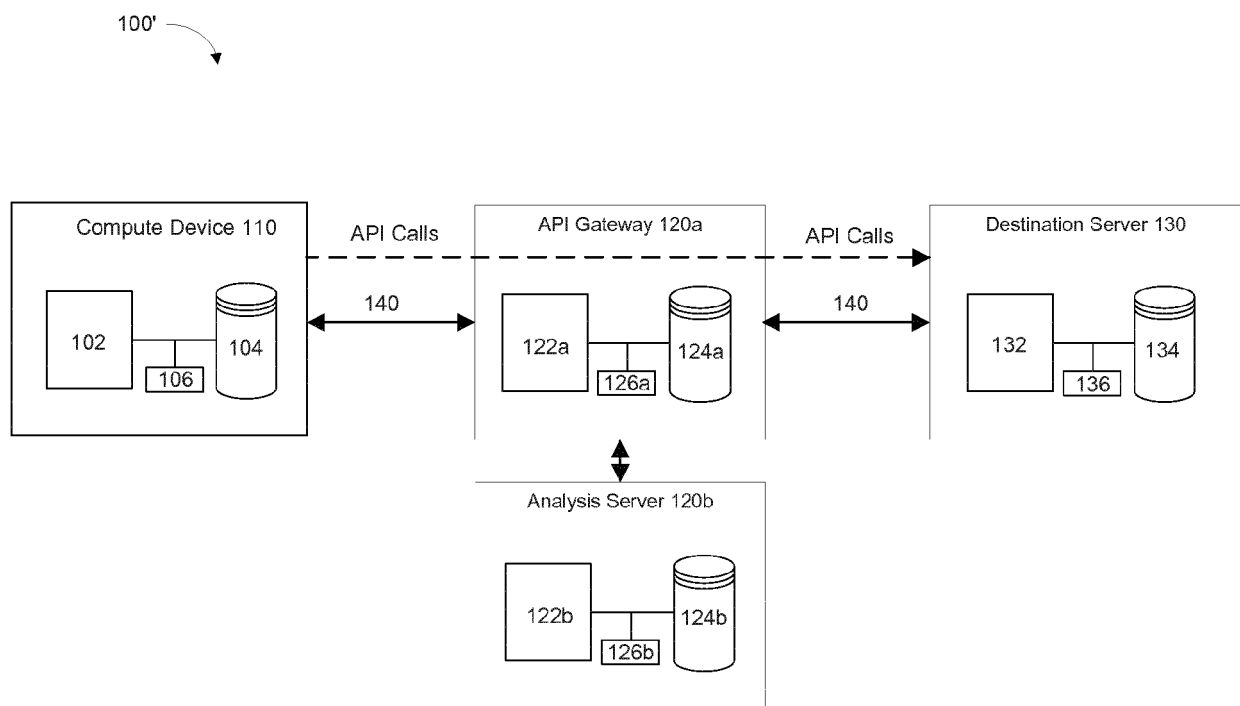 100'
Compute Device 110
API Calls
API Gateway 120a
API Calls
Destination Server 130
102
104
106
140
122a
124a
126a
140
132
134
136
Analysis Server 120b
122b
124b
126b